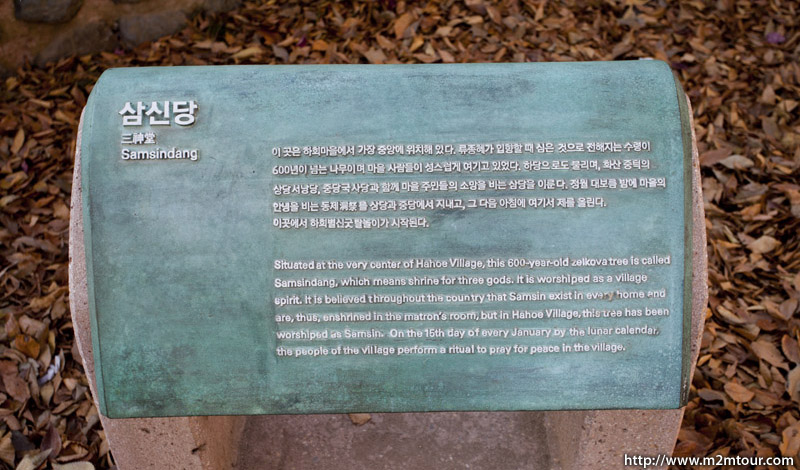 삼신당
三神堂
Samsindang
이 곳은 하회마을에서 가장 중앙에 위치해 있다. 류종혜가 입향할 때 심은 것으로 전해지는 수령이
600년이 넘는 나무이며 마을 사람들이 성스럽게 여기고 있었다. 하당으로도 불리며, 화산 중턱의
상당서낭당, 중당국사당과 함께 마을 주민들의 소망을 비는 삼당을 이룬다. 정월 대보름 밤에 마을의
안녕을 비는 동제洞祭를 상당과 중당에서 지내고, 그 다음 아침에 여기서 제를 올린다.
이곳에서 하회별신굿탈놀이가 시작된다.
Situated at the very center of Hahoe Village, this 600-year-old zelkova tree is called
Samsindang, which means shrine for three gods. It is worshiped as a village
spirit. It is believed throughout the country that Samsin exist in every home and
are, thus, enshrined in the matron's room, but in Hahoe Village, this tree has been
worshiped as Samsin. On the 15th day of every January by the lunar calendar,
the people of the village perform a ritual to pray for peace in the village.
http://www.m2mtour.com